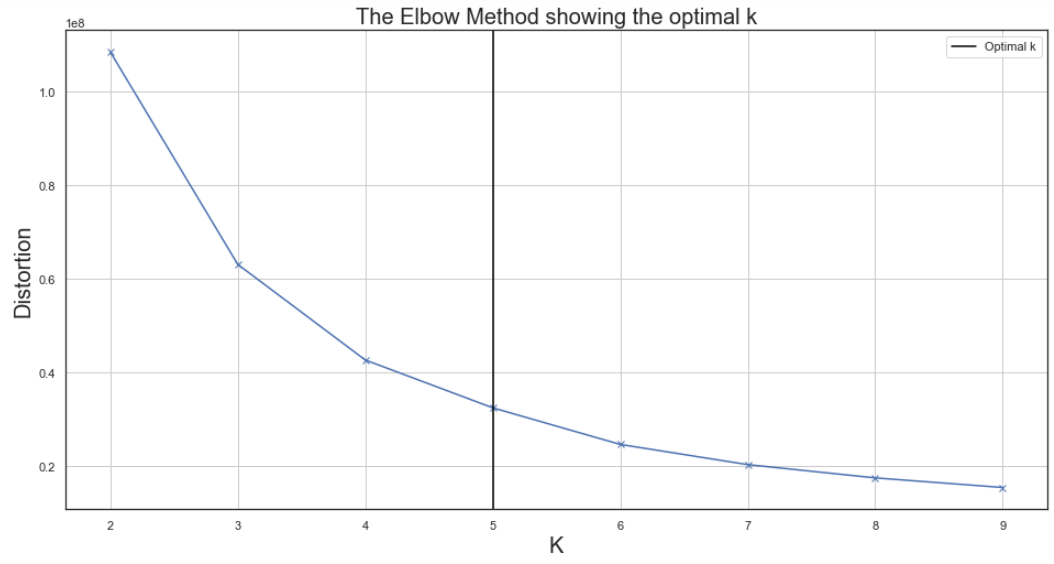 The Elbow Method showing the optimal k
1e8
Optimal k
1.0
0.8
0.6
0.4
0.2
Distortion
2 3 4 5 6 7 8 9
K